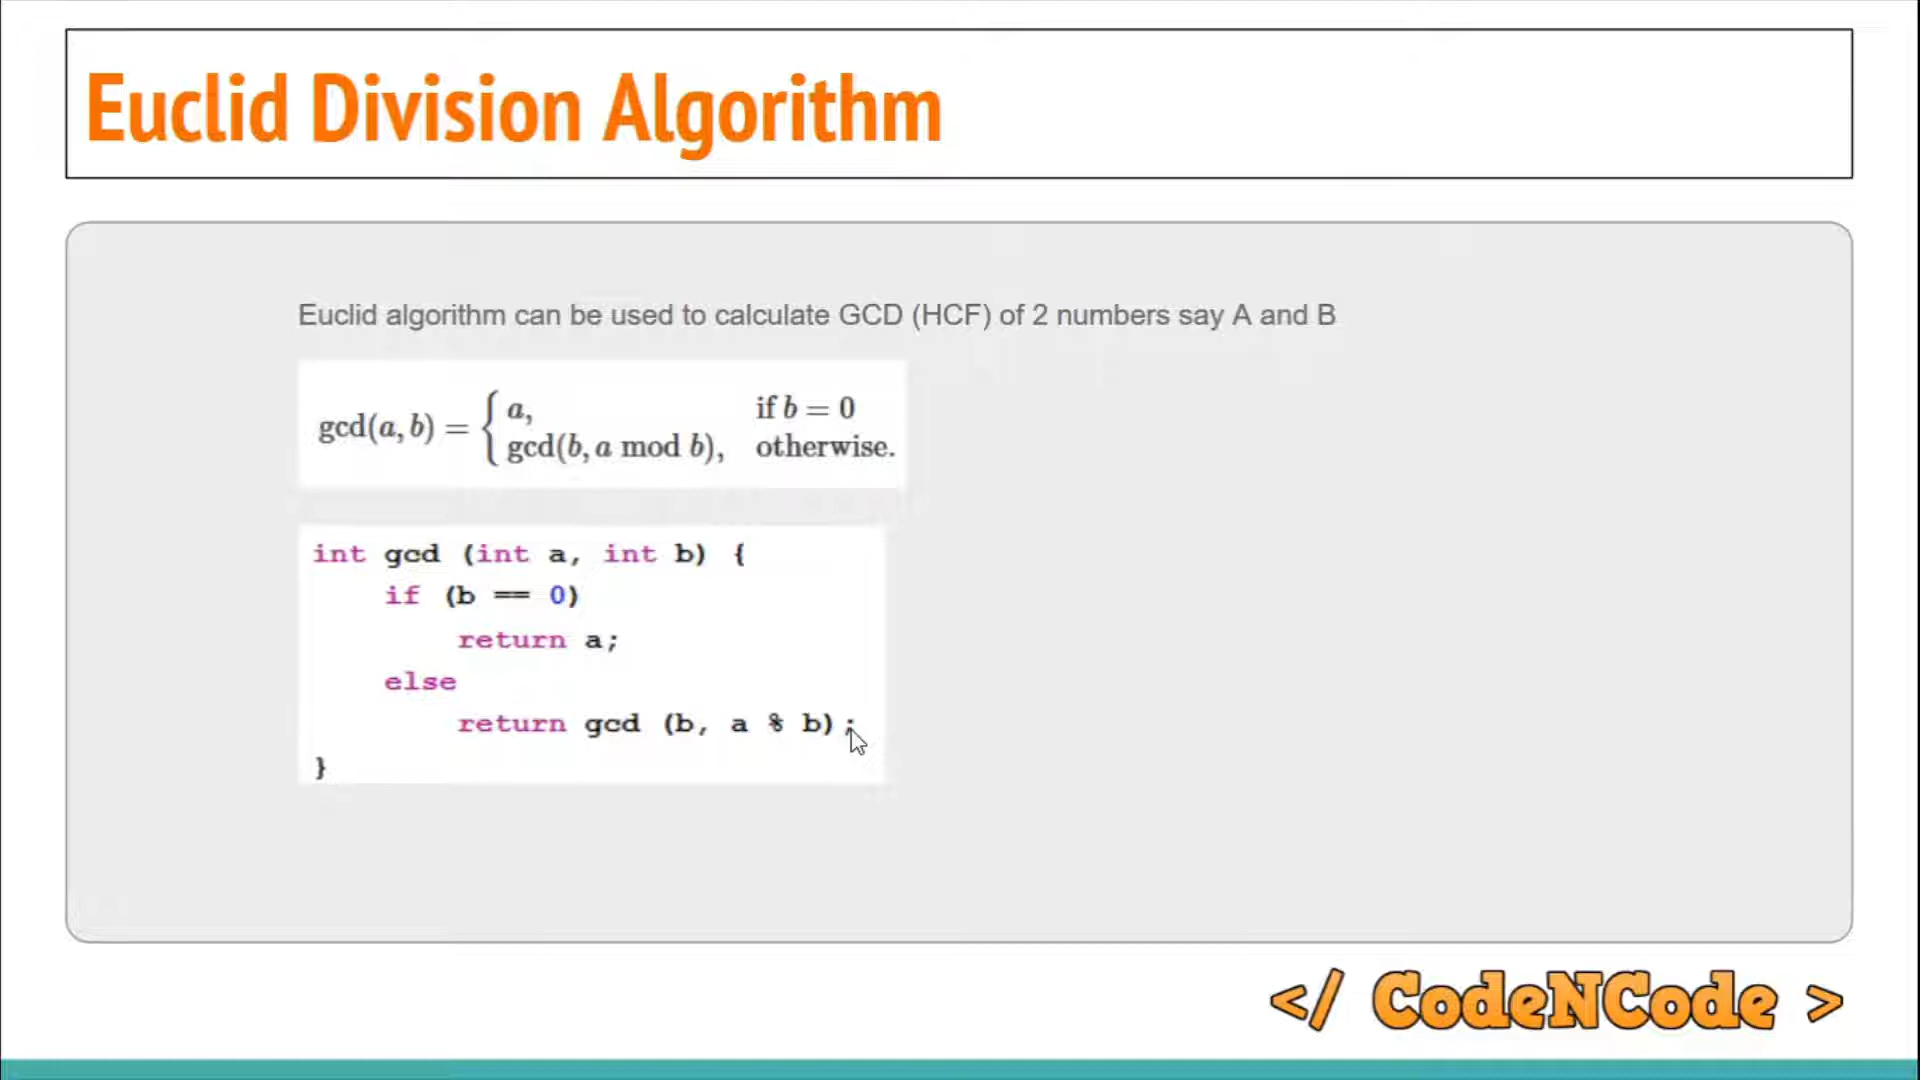 Euclid Division Algorithm
Euclid algorithm can be used to calculate GCD (HCF) of 2 numbers say A and B
gcd(a, b) = { a, if b = 0
gcd(b, a mod b), otherwise.
int gcd (int a, int b) {
if (b == 0)
return a;
else
return gcd (b, a % b);
}
</ CodeNCode >